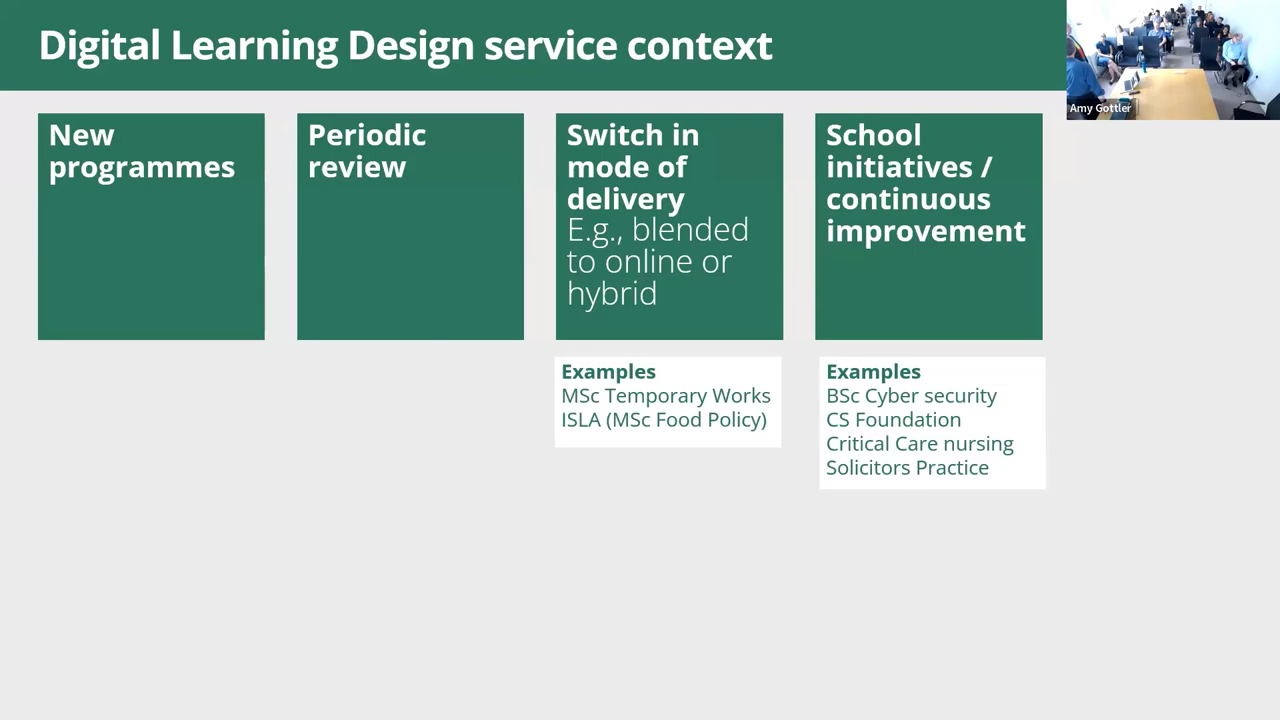 Digital Learning Design service context
Amy Gottler
New
programmes
Periodic
review
Switch in
mode of
delivery
E.g., blended
to online or
hybrid
School
initiatives /
continuous
improvement
Examples
MSc Temporary Works
ISLA (MSc Food Policy)
Examples
BSc Cyber security
CS Foundation
Critical Care nursing
Solicitors Practice